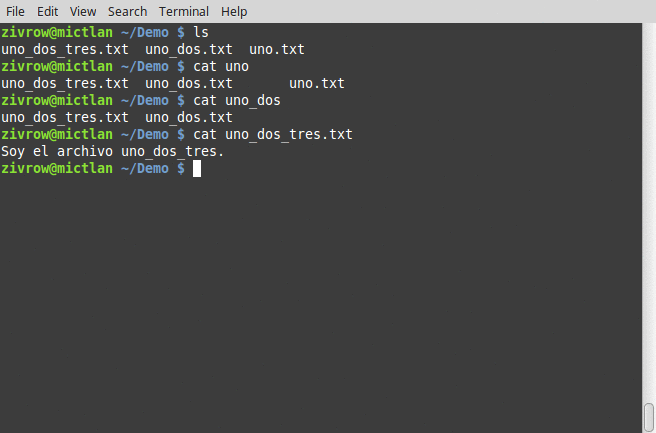 File Edit View Search Terminal Help
zivrow@mictlan ~/Demo $ ls
uno_dos_tres.txt  uno_dos.txt  uno.txt
zivrow@mictlan ~/Demo $ cat uno
uno_dos_tres.txt  uno_dos.txt       uno.txt
zivrow@mictlan ~/Demo $ cat uno_dos
uno_dos_tres.txt  uno_dos.txt
zivrow@mictlan ~/Demo $ cat uno_dos_tres.txt
Soy el archivo uno_dos_tres.
zivrow@mictlan ~/Demo $